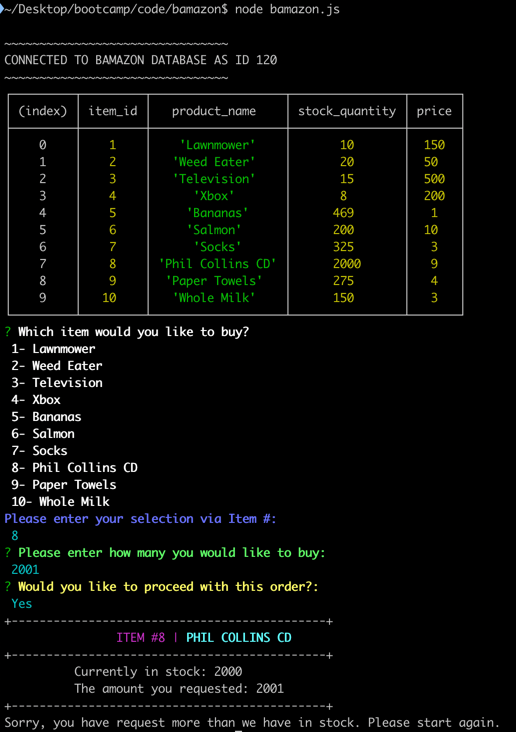 ~/Desktop/bootcamp/code/bamazon$ node bamazon.js
~~~~~~~~~~~~~~~~~~~~~~~~~~~~~~~~
CONNECTED TO BAMAZON DATABASE AS ID 120
~~~~~~~~~~~~~~~~~~~~~~~~~~~~~~~~
(index) item_id product_name stock_quantity price
0 1 'Lawnmower' 10 150
1 2 'Weed Eater' 20 50
2 3 'Television' 15 500
3 4 'Xbox' 8 200
4 5 'Bananas' 469 1
5 6 'Salmon' 200 10
6 7 'Socks' 325 3
7 8 'Phil Collins CD' 2000 9
8 9 'Paper Towels' 275 4
9 10 'Whole Milk' 150 3
? Which item would you like to buy?
1- Lawnmower
2- Weed Eater
3- Television
4- Xbox
5- Bananas
6- Salmon
7- Socks
8- Phil Collins CD
9- Paper Towels
10- Whole Milk
Please enter your selection via Item #:
8
? Please enter how many you would like to buy:
2001
? Would you like to proceed with this order?:
Yes
+---------------------------------------------+
ITEM #8 | PHIL COLLINS CD
+---------------------------------------------+
Currently in stock: 2000
The amount you requested: 2001
+---------------------------------------------+
Sorry, you have request more than we have in stock. Please start again.